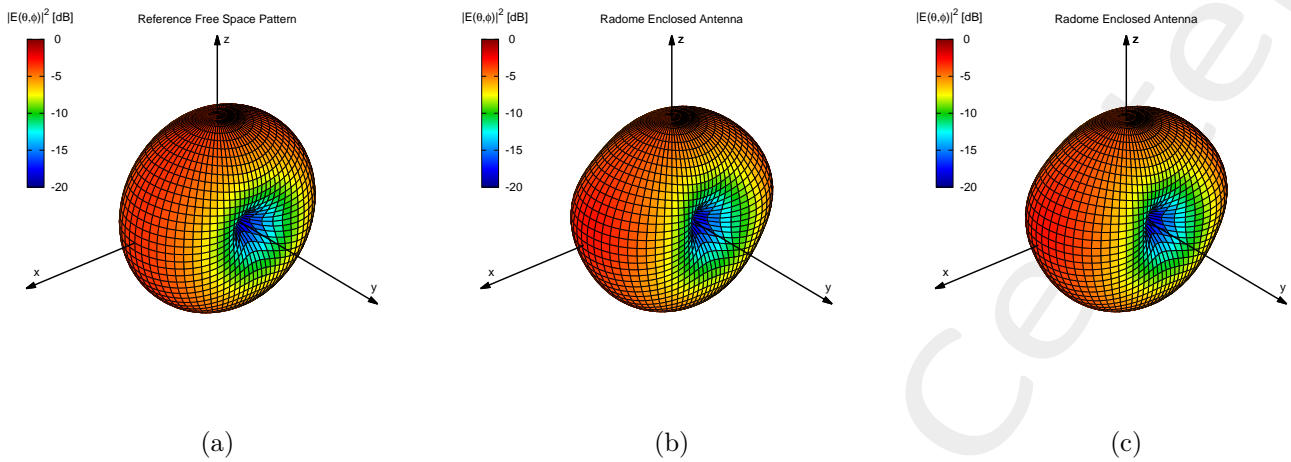 |E(θ,ϕ)|² [dB]
Reference Free Space Pattern
0
-5
-10
-15
-20
z
x
y
(a)
|E(θ,ϕ)|² [dB]
Radome Enclosed Antenna
0
-5
-10
-15
-20
z
x
y
(b)
|E(θ,ϕ)|² [dB]
Radome Enclosed Antenna
0
-5
-10
-15
-20
z
x
y
(c)